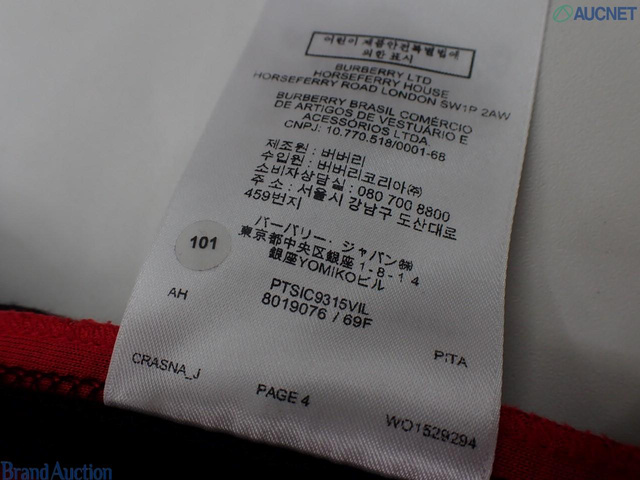 AUCNET
어린이 제품안전특별법에
의한 표시
BURBERRY LTD
HORSEFERRY HOUSE
HORSEFERRY ROAD LONDON SW1P 2AW
BURBERRY BRASIL COMÉRCIO
DE ARTIGOS DE VESTUÁRIO E
ACESSÓRIOS LTDA.
CNPJ: 10.770.518/0001-68
제조원 : 버버리
수입원 : 버버리코리아㈜
소비자상담실 : 080 700 8800
주 소 : 서울시 강남구 도산대로
459번지
バーバリー・ジャパン㈱
東京都中央区銀座1-8-14
銀座YOMIKOビル
101
PTSIC9315VIL
8019076 / 69F
AH
PITA
CRASNA_J
PAGE 4
WO1529294
Brand Auction